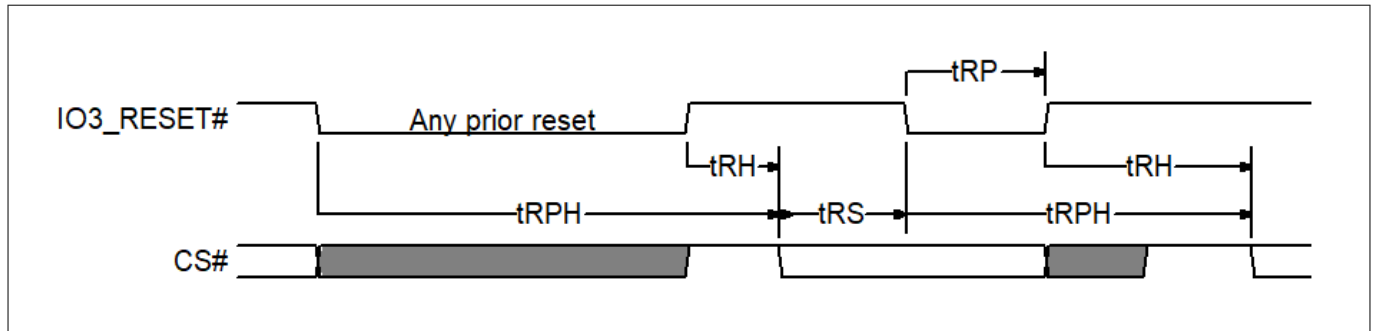 tRP
IO3_RESET# Any prior reset
tRH tRH
tRPH tRS tRPH
CS#